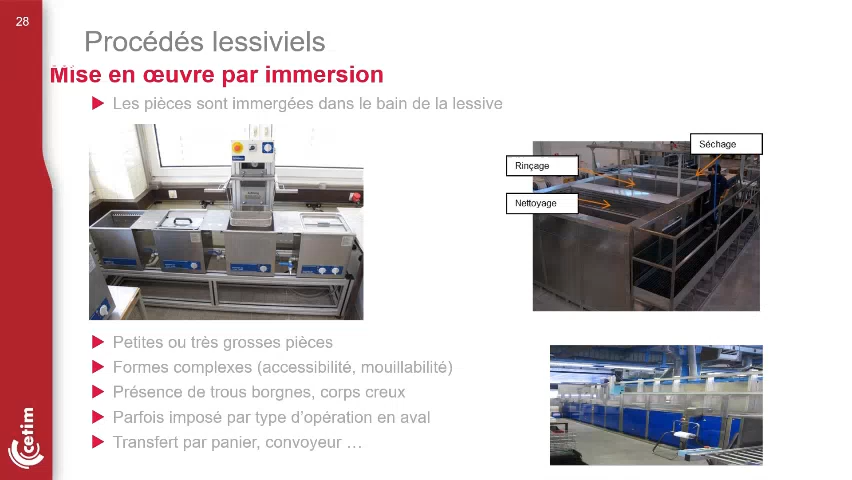 28
Procédés lessiviels
Mise en œuvre par immersion
Les pièces sont immergées dans le bain de la lessive
Séchage
Rinçage
Nettoyage
Petites ou très grosses pièces
Formes complexes (accessibilité, mouillabilité)
Présence de trous borgnes, corps creux
Parfois imposé par type d'opération en aval
Transfert par panier, convoyeur …
cetim